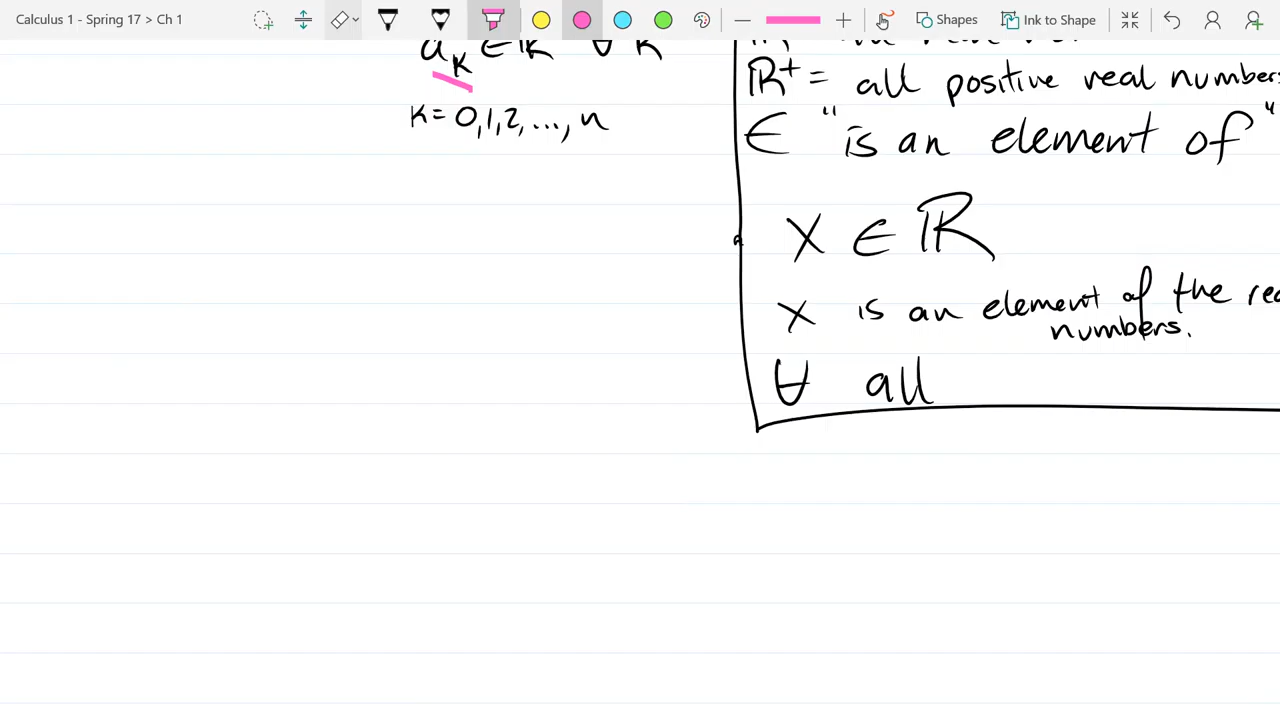 Calculus 1 - Spring 17 > Ch 1
Shapes
Ink to Shape
aₖ ∈ ℝ ∀ k
k = 0,1,2, ..., n
ℝ⁺ = all positive real numbers
∈ "is an element of"
x ∈ ℝ
x is an element of the
numbers.
∀ all